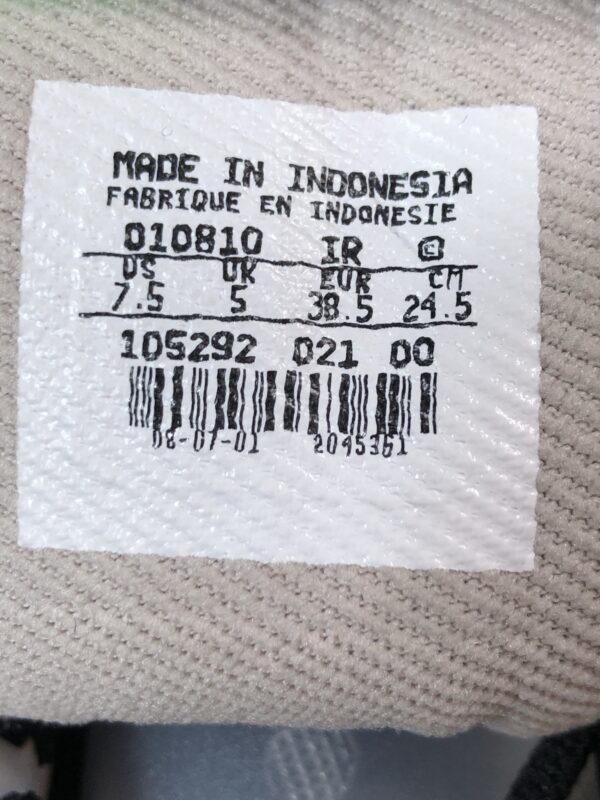 MADE IN INDONESIA
FABRIQUE EN INDONESIE
010810 IR ©
US UK EUR CM
7.5 5 38.5 24.5
105292 021 00
08-07-01 2045361